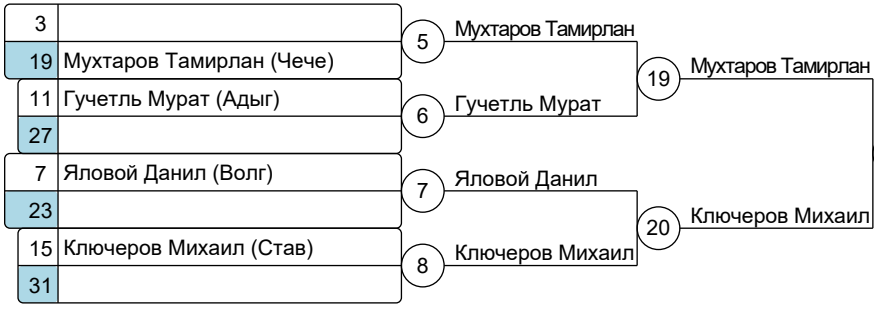 3
19 Мухтаров Тамирлан (Чече)
5
Мухтаров Тамирлан
11 Гучетль Мурат (Адыг)
27
6
Гучетль Мурат
19
Мухтаров Тамирлан
7 Яловой Данил (Волг)
23
7
Яловой Данил
15 Ключеров Михаил (Став)
31
8
Ключеров Михаил
20
Ключеров Михаил